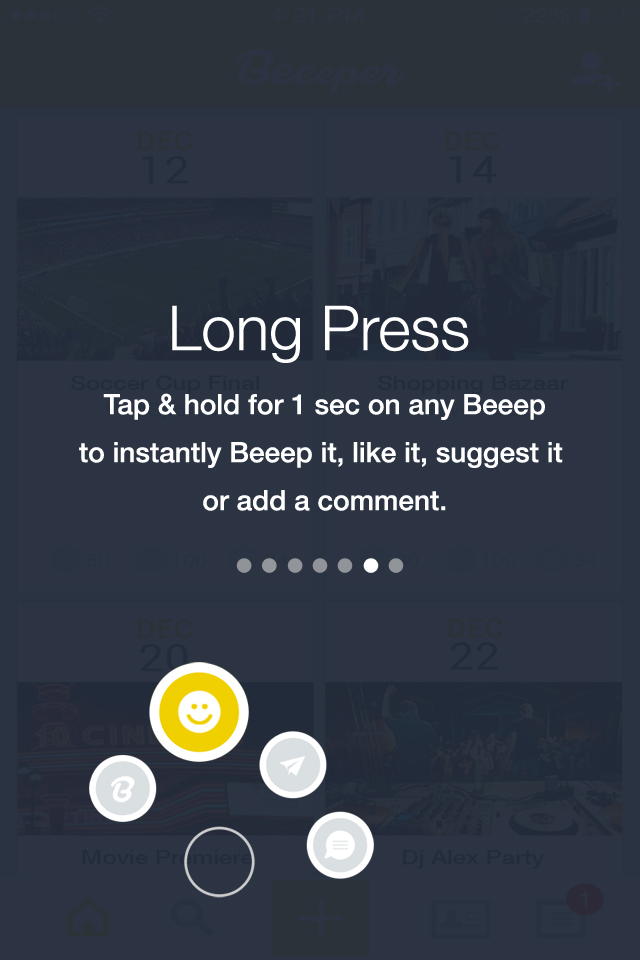 Beeeper
DEC
12
DEC
14
Long Press
Soccer Cup Final
Shopping Bazaar
Tap & hold for 1 sec on any Beeep
to instantly Beeep it, like it, suggest it
or add a comment.
DEC
20
DEC
22
B
Movie Premiere
Dj Alex Party
1